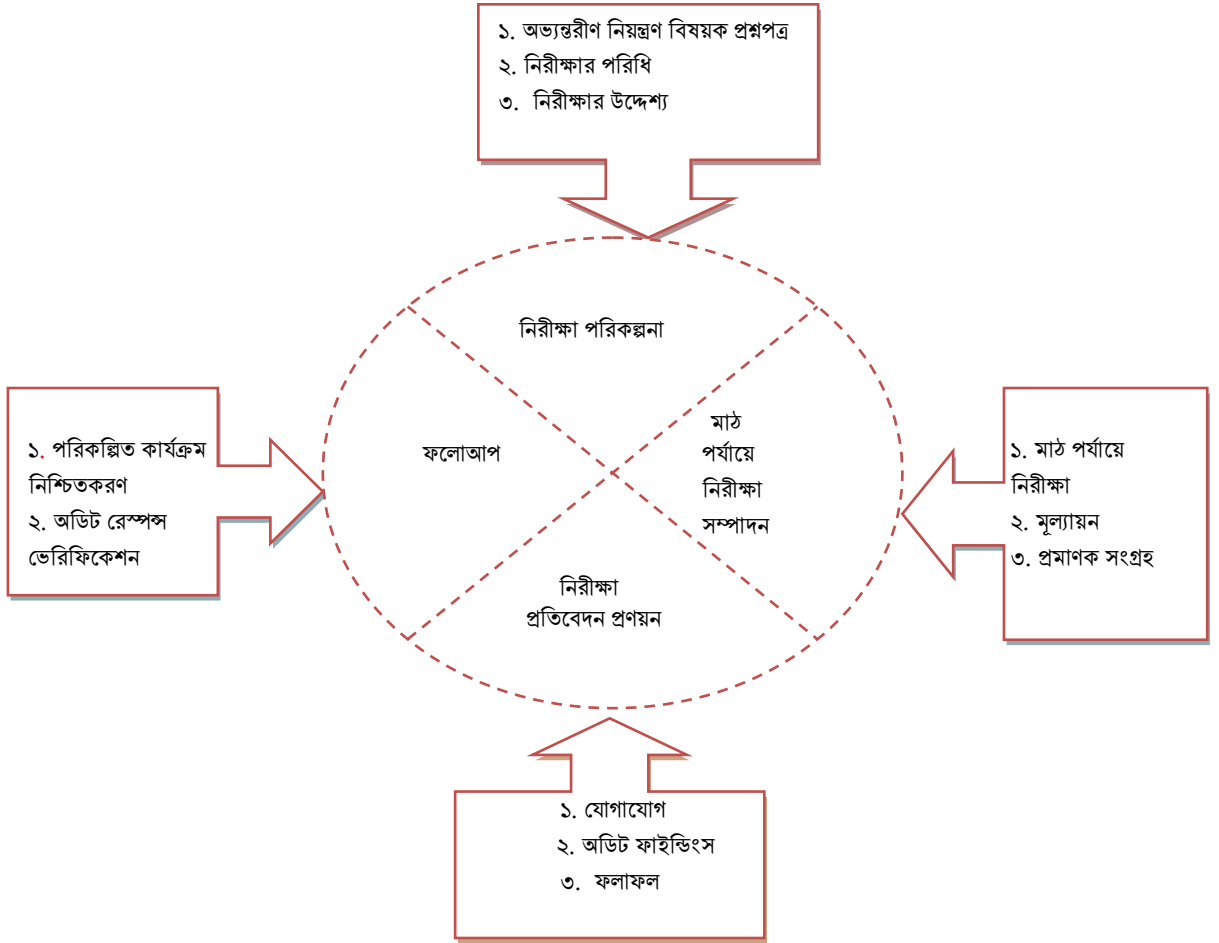 ১. অভ্যন্তরীণ নিয়ন্ত্রণ বিষয়ক প্রশ্নপত্র
২. নিরীক্ষার পরিধি
৩. নিরীক্ষার উদ্দেশ্য
নিরীক্ষা পরিকল্পনা
১. পরিকল্পিত কার্যক্রম
নিশ্চিতকরণ
২. অডিট রেস্পন্স
ভেরিফিকেশন
ফলোআপ
মাঠ
পর্যায়ে
নিরীক্ষা
সম্পাদন
১. মাঠ পর্যায়ে
নিরীক্ষা
২. মূল্যায়ন
৩. প্রমাণক সংগ্রহ
নিরীক্ষা
প্রতিবেদন প্রণয়ন
১. যোগাযোগ
২. অডিট ফাইন্ডিংস
৩. ফলাফল